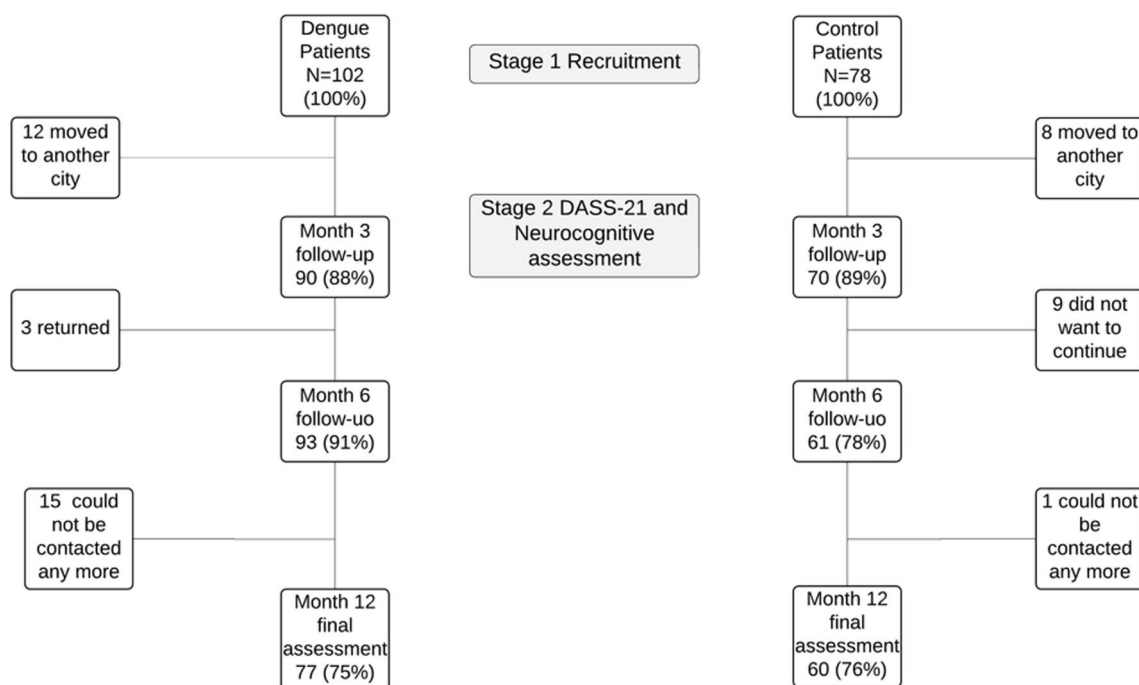 Dengue
Patients
N=102
(100%)
Stage 1 Recruitment
Control
Patients
N=78
(100%)
12 moved
to another
city
8 moved to
another
city
Stage 2 DASS-21 and
Neurocognitive
assessment
Month 3
follow-up
90 (88%)
Month 3
follow-up
70 (89%)
3 returned
9 did not
want to
continue
Month 6
follow-uo
93 (91%)
Month 6
follow-uo
61 (78%)
15 could
not be
contacted
any more
1 could not
be
contacted
any more
Month 12
final
assessment
77 (75%)
Month 12
final
assessment
60 (76%)